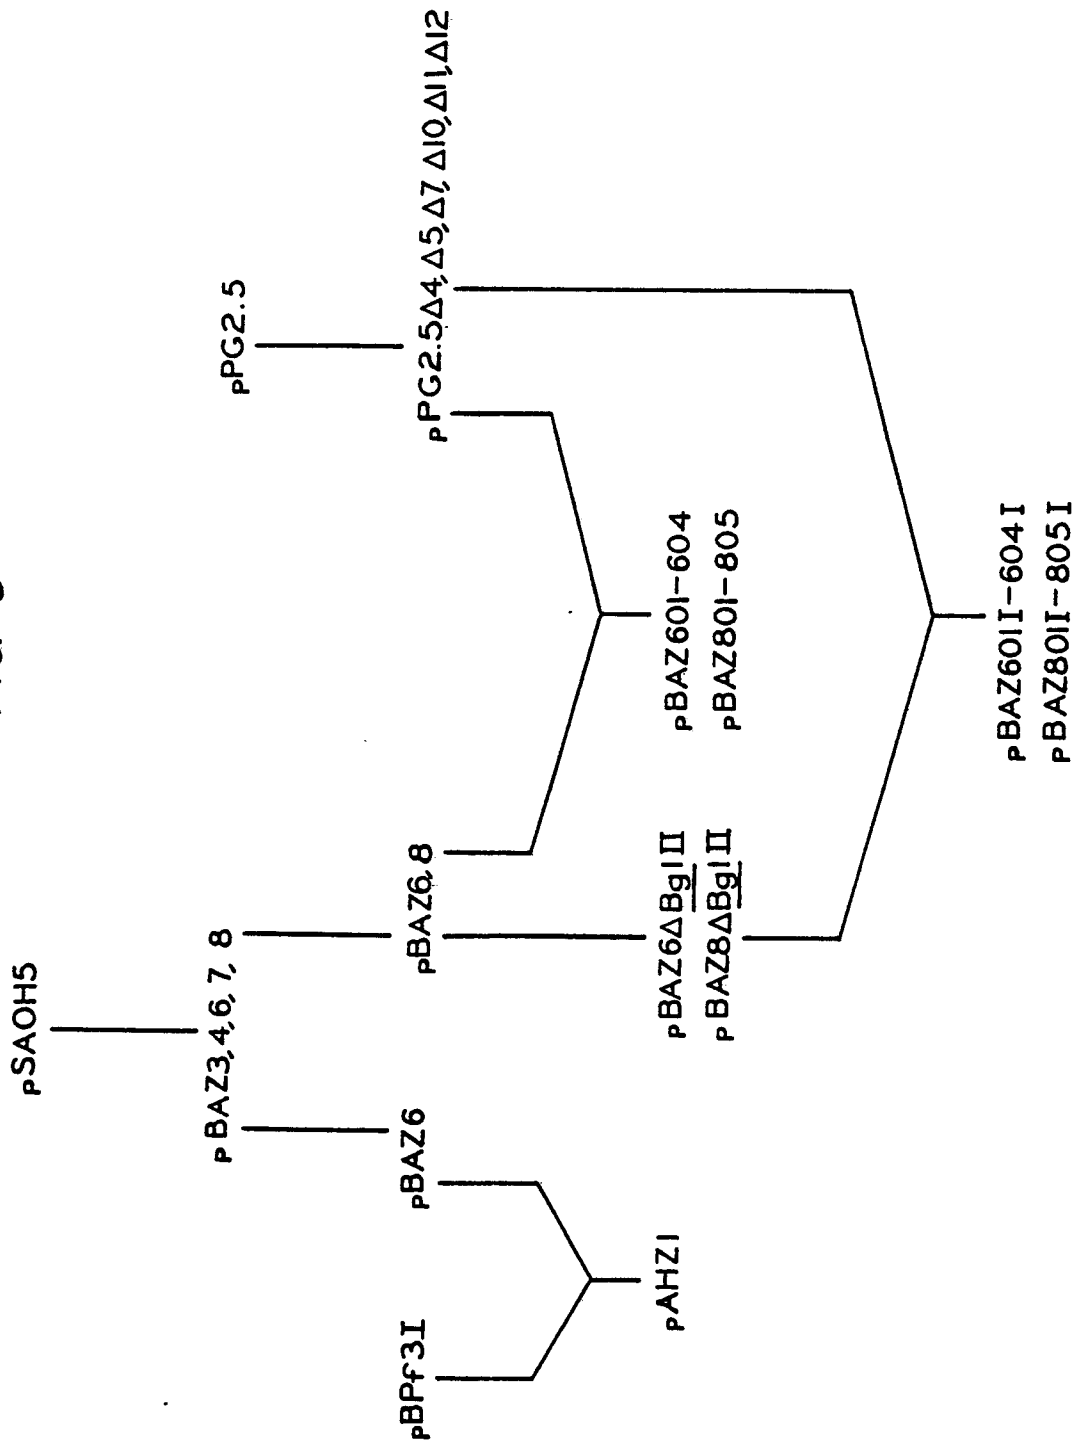 pSAOH5
pBAZ3,4,6,7,8
pPG2.5
pBPf3I
pBAZ6
pBAZ6,8
pPG2.5Δ4,Δ5,Δ7,Δ10,Δ11,Δ12
pAHZ1
pBAZ6ΔBglII
pBAZ8ΔBglII
pBAZ601-604
pBAZ801-805
pBAZ601I-604I
pBAZ801I-805I